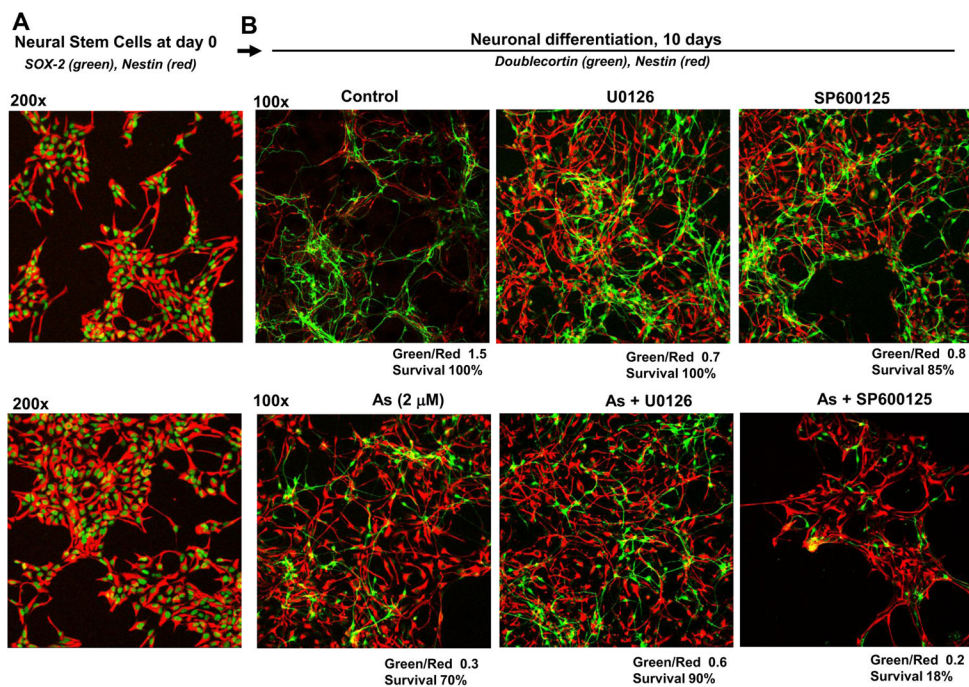 A
B
Neural Stem Cells at day 0
Neuronal differentiation, 10 days
SOX-2 (green), Nestin (red)
Doublecortin (green), Nestin (red)
200x
100x
Control
U0126
SP600125
Green/Red 1.5
Survival 100%
Green/Red 0.7
Survival 100%
Green/Red 0.8
Survival 85%
200x
100x
As (2 μM)
As + U0126
As + SP600125
Green/Red 0.3
Survival 70%
Green/Red 0.6
Survival 90%
Green/Red 0.2
Survival 18%